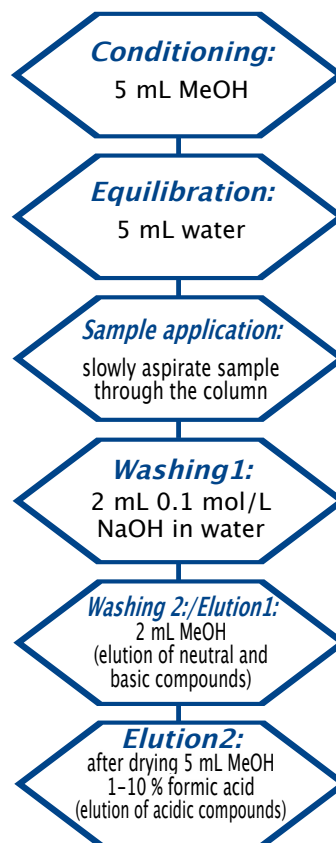 Conditioning:
5 mL MeOH
Equilibration:
5 mL water
Sample application:
slowly aspirate sample
through the column
Washing1:
2 mL 0.1 mol/L
NaOH in water
Washing 2:/Elution1:
2 mL MeOH
(elution of neutral and
basic compounds)
Elution2:
after drying 5 mL MeOH
1–10 % formic acid
(elution of acidic compounds)